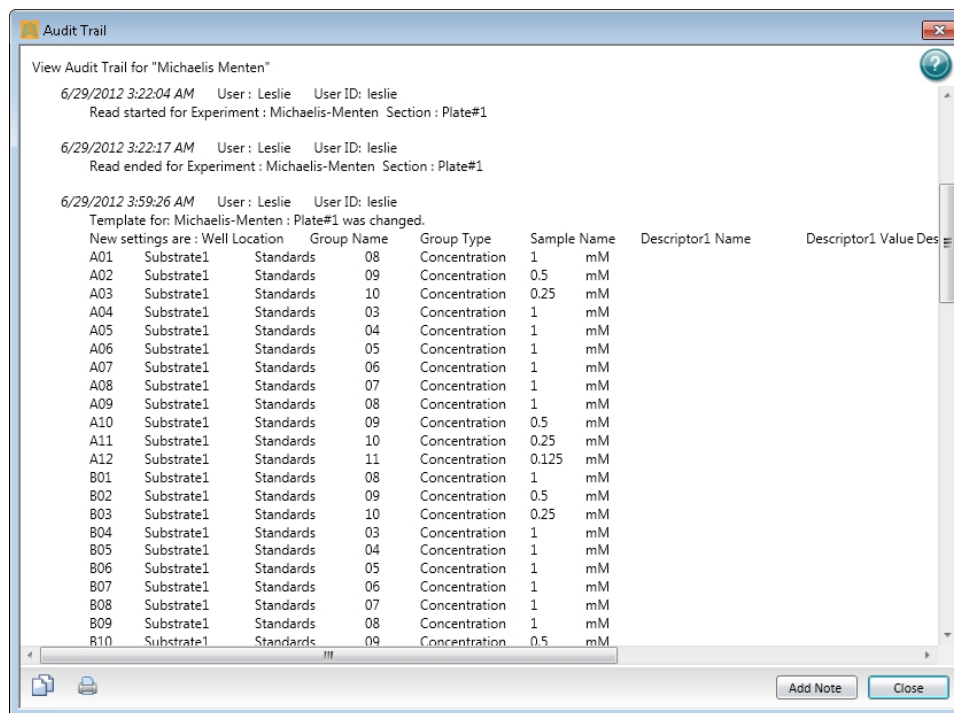 Audit Trail
View Audit Trail for "Michaelis Menten"
?
6/29/2012 3:22:04 AM User : Leslie User ID: leslie
Read started for Experiment : Michaelis-Menten Section : Plate#1
6/29/2012 3:22:17 AM User : Leslie User ID: leslie
Read ended for Experiment : Michaelis-Menten Section : Plate#1
6/29/2012 3:59:26 AM User : Leslie User ID: leslie
Template for: Michaelis-Menten : Plate#1 was changed.
New settings are : Well Location Group Name Group Type Sample Name Descriptor1 Name Descriptor1 Value Des
A01 Substrate1 Standards 08 Concentration 1 mM
A02 Substrate1 Standards 09 Concentration 0.5 mM
A03 Substrate1 Standards 10 Concentration 0.25 mM
A04 Substrate1 Standards 03 Concentration 1 mM
A05 Substrate1 Standards 04 Concentration 1 mM
A06 Substrate1 Standards 05 Concentration 1 mM
A07 Substrate1 Standards 06 Concentration 1 mM
A08 Substrate1 Standards 07 Concentration 1 mM
A09 Substrate1 Standards 08 Concentration 1 mM
A10 Substrate1 Standards 09 Concentration 0.5 mM
A11 Substrate1 Standards 10 Concentration 0.25 mM
A12 Substrate1 Standards 11 Concentration 0.125 mM
B01 Substrate1 Standards 08 Concentration 1 mM
B02 Substrate1 Standards 09 Concentration 0.5 mM
B03 Substrate1 Standards 10 Concentration 0.25 mM
B04 Substrate1 Standards 03 Concentration 1 mM
B05 Substrate1 Standards 04 Concentration 1 mM
B06 Substrate1 Standards 05 Concentration 1 mM
B07 Substrate1 Standards 06 Concentration 1 mM
B08 Substrate1 Standards 07 Concentration 1 mM
B09 Substrate1 Standards 08 Concentration 1 mM
B10 Substrate1 Standards 09 Concentration 0.5 mM
Add Note Close